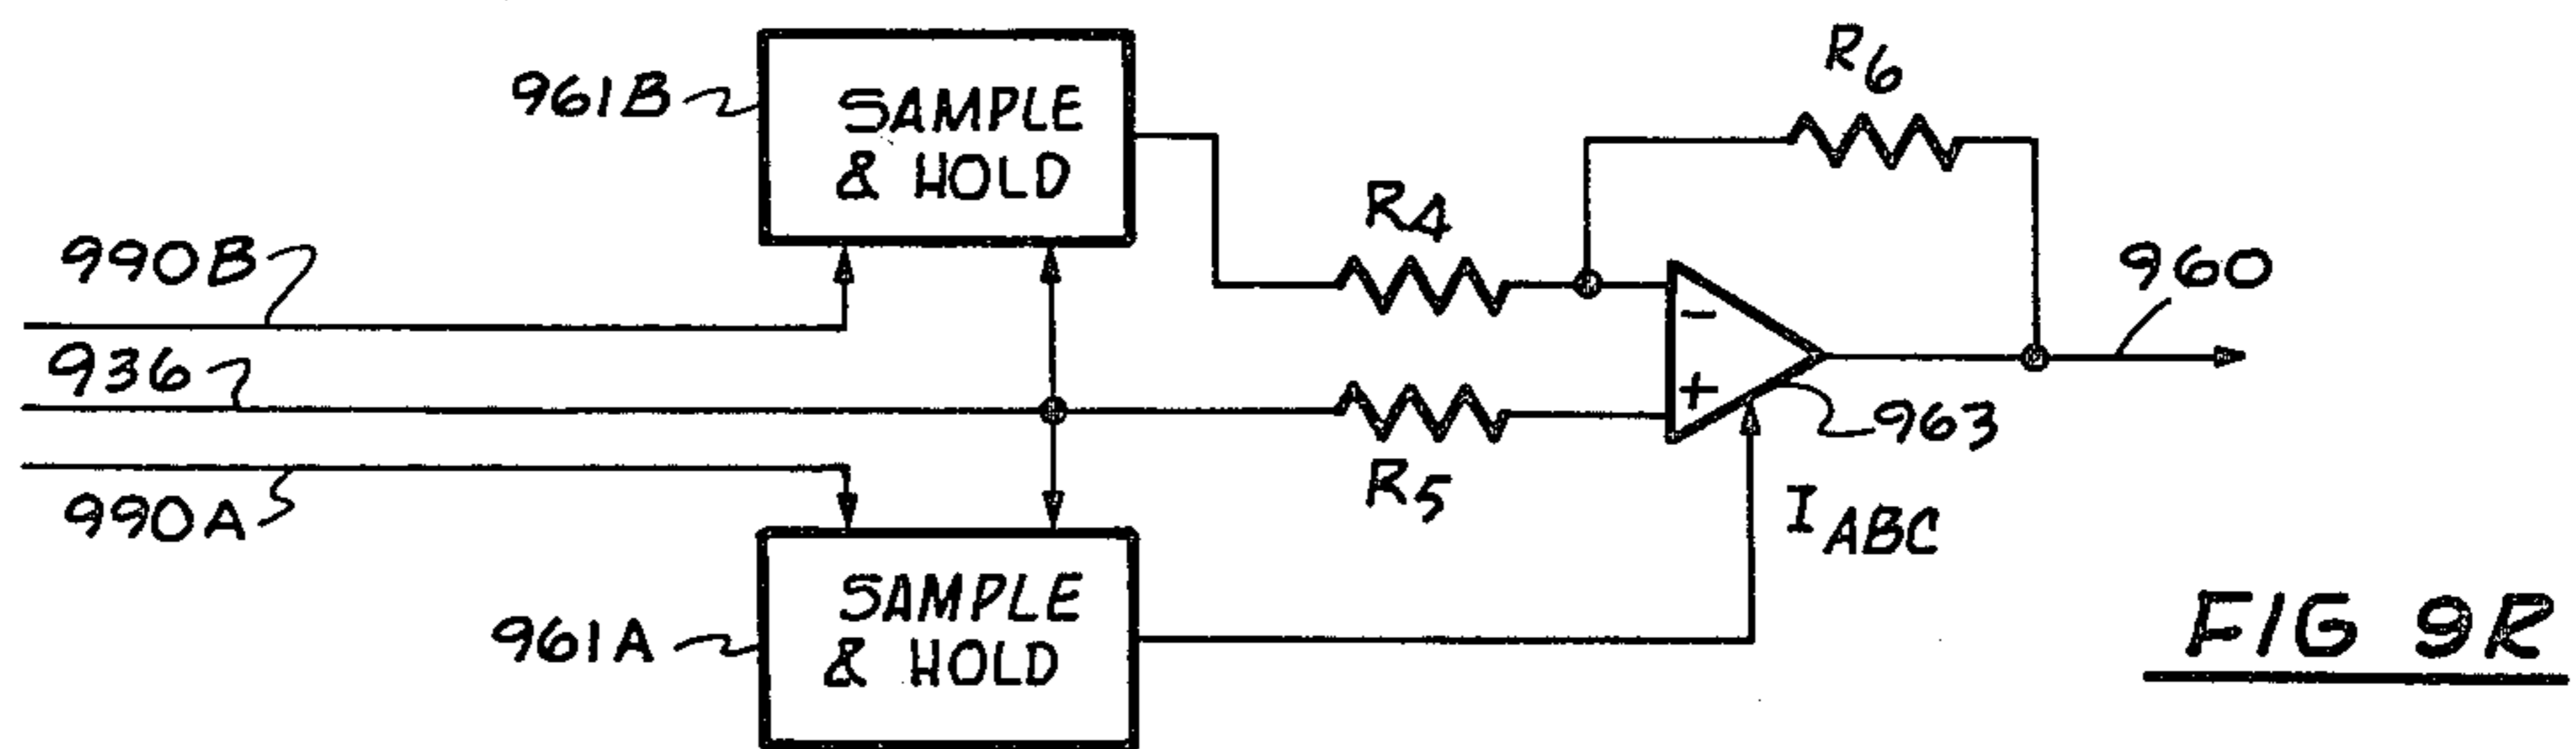 R6
961B
SAMPLE
& HOLD
R4
990B
960
936
-
+
963
990A
R5
IABC
SAMPLE
& HOLD
961A
FIG 9R